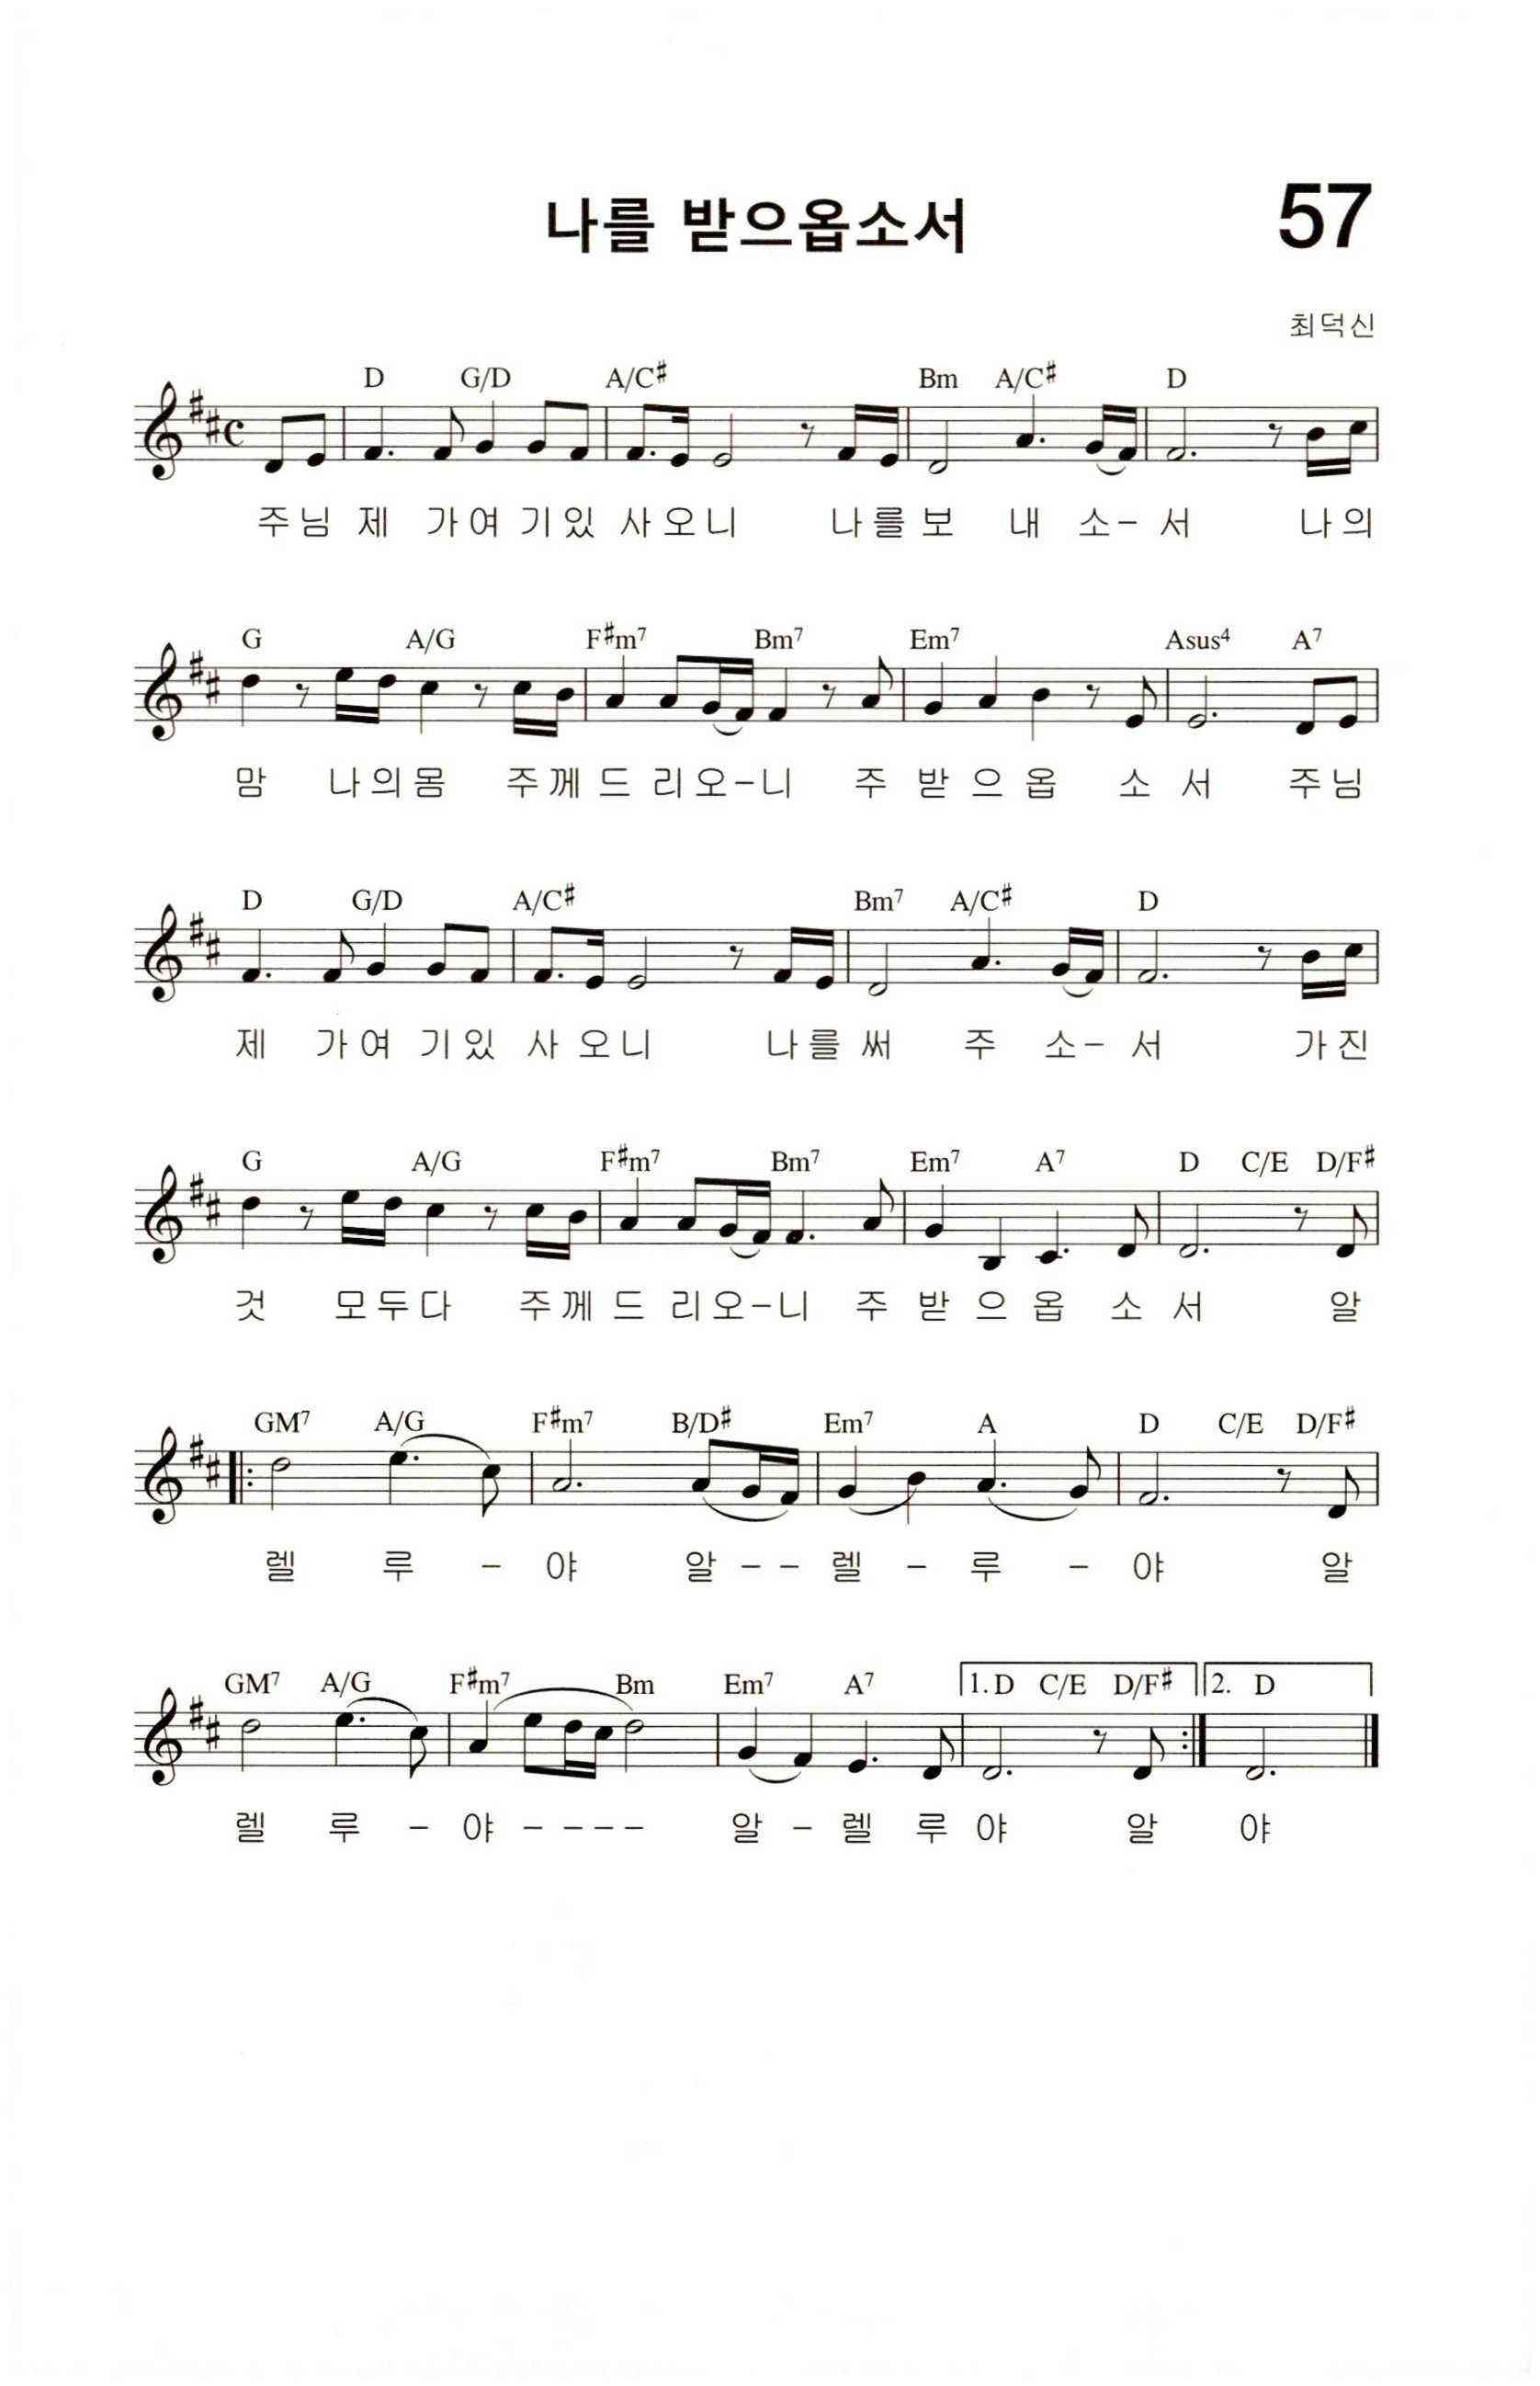 나를 받으옵소서
57
최덕신
D G/D A/C♯ Bm A/C♯ D
주님 제 가여 기있 사오니 나를보 내 소- 서 나의
G A/G F♯m7 Bm7 Em7 Asus4 A7
맘 나의몸 주께드 리오-니 주 받으옵 소 서 주님
D G/D A/C♯ Bm7 A/C♯ D
제 가여 기있 사오니 나를써 주 소- 서 가진
G A/G F♯m7 Bm7 Em7 A7 D C/E D/F♯
것 모두다 주께드 리오-니 주 받으옵 소 서 알
GM7 A/G F♯m7 B/D♯ Em7 A D C/E D/F♯
렐 루 - 야 알 - - 렐 - 루 - 야 알
GM7 A/G F♯m7 Bm Em7 A7 1. D C/E D/F♯ 2. D
렐 루 - 야 - - - - 알 - 렐 루 야 알 야